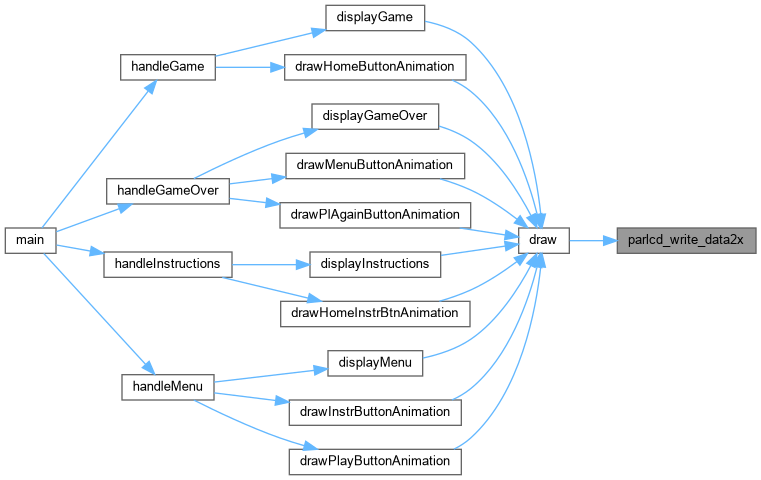 displayGame
handleGame
drawHomeButtonAnimation
displayGameOver
drawMenuButtonAnimation
handleGameOver
drawPlAgainButtonAnimation
main
draw
parlcd_write_data2x
handleInstructions
displayInstructions
drawHomeInstrBtnAnimation
displayMenu
handleMenu
drawInstrButtonAnimation
drawPlayButtonAnimation